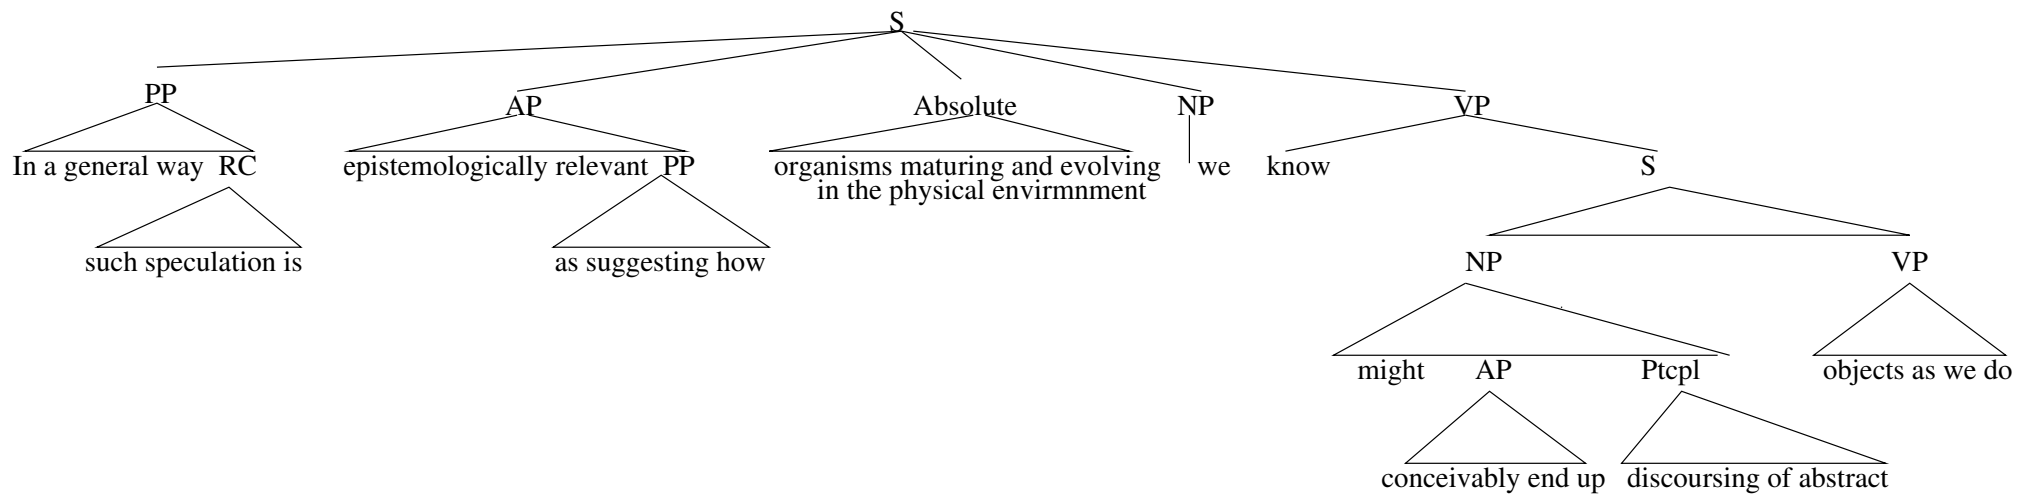 S
PP AP Absolute NP VP
In a general way RC epistemologically relevant PP organisms maturing and evolving we know S
in the physical envirmnment
such speculation is as suggesting how NP VP
might AP Ptcpl objects as we do
conceivably end up discoursing of abstract